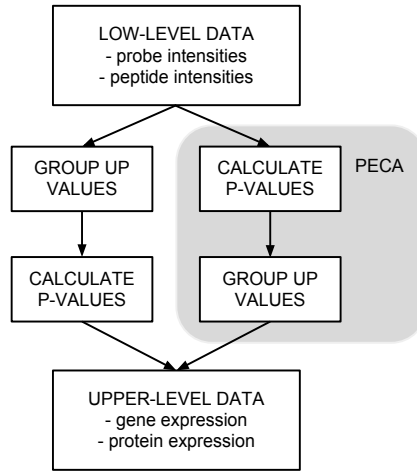 LOW-LEVEL DATA
- probe intensities
- peptide intensities
GROUP UP
VALUES
CALCULATE
P-VALUES
PECA
CALCULATE
P-VALUES
GROUP UP
VALUES
UPPER-LEVEL DATA
- gene expression
- protein expression